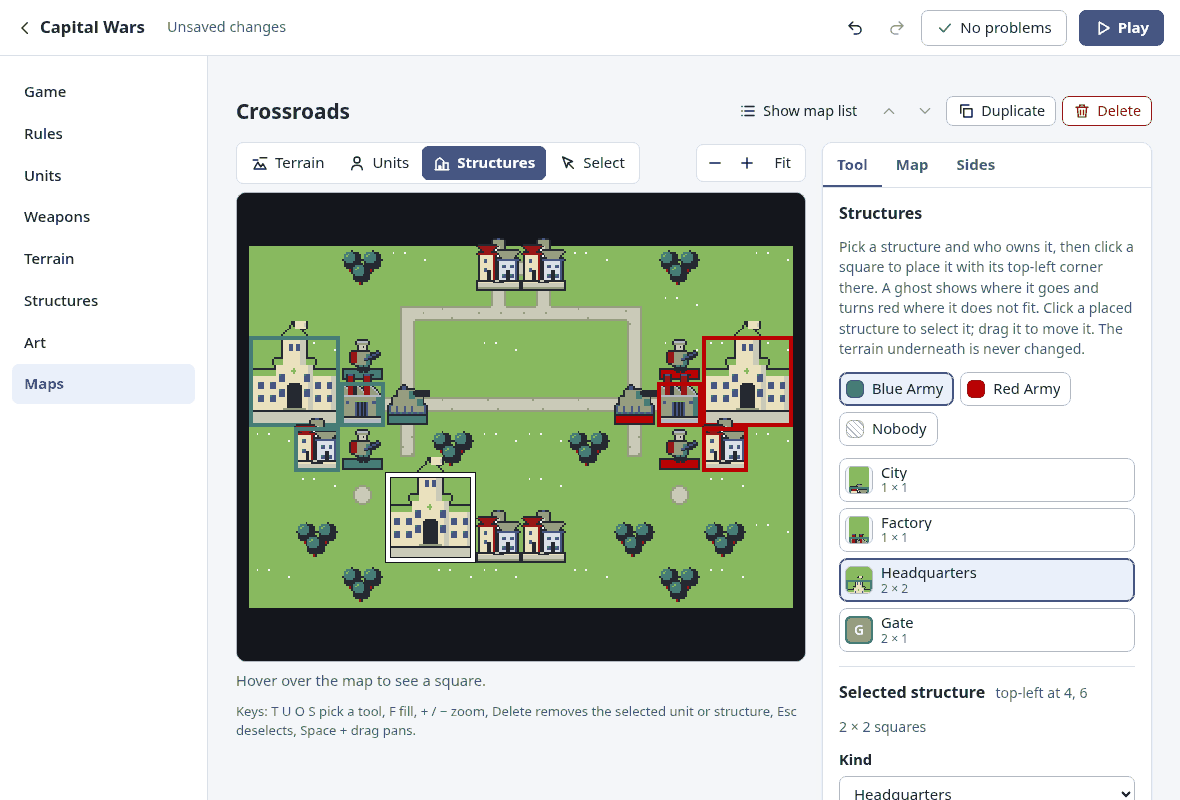 Capital Wars
Unsaved changes
No problems
Play
Game
Rules
Units
Weapons
Terrain
Structures
Art
Maps
Crossroads
Show map list
Duplicate
Delete
Terrain
Units
Structures
Select
Fit
Tool
Map
Sides
Structures
Pick a structure and who owns it, then click a
square to place it with its top-left corner
there. A ghost shows where it goes and
turns red where it does not fit. Click a placed
structure to select it; drag it to move it. The
terrain underneath is never changed.
Blue Army
Red Army
Nobody
City
1 × 1
Factory
1 × 1
Headquarters
2 × 2
G
Gate
2 × 1
Selected structure top-left at 4, 6
2 × 2 squares
Kind
Headquarters
Hover over the map to see a square.
Keys: T U O S pick a tool, F fill, + / − zoom, Delete removes the selected unit or structure, Esc
deselects, Space + drag pans.